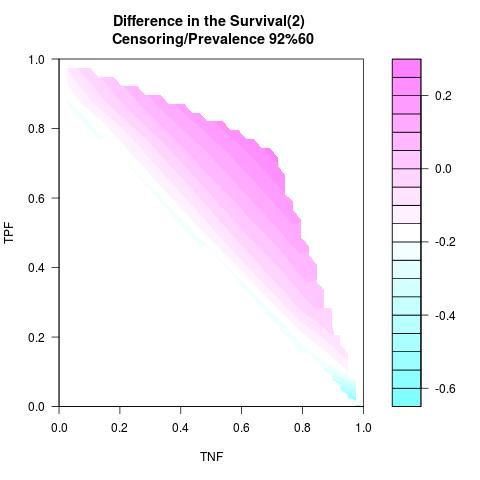 Difference in the Survival(2)
Censoring/Prevalence 92%60
1.0
0.8
0.6
0.4
0.2
0.0
TPF
0.0 0.2 0.4 0.6 0.8 1.0
TNF
0.2
0.0
-0.2
-0.4
-0.6